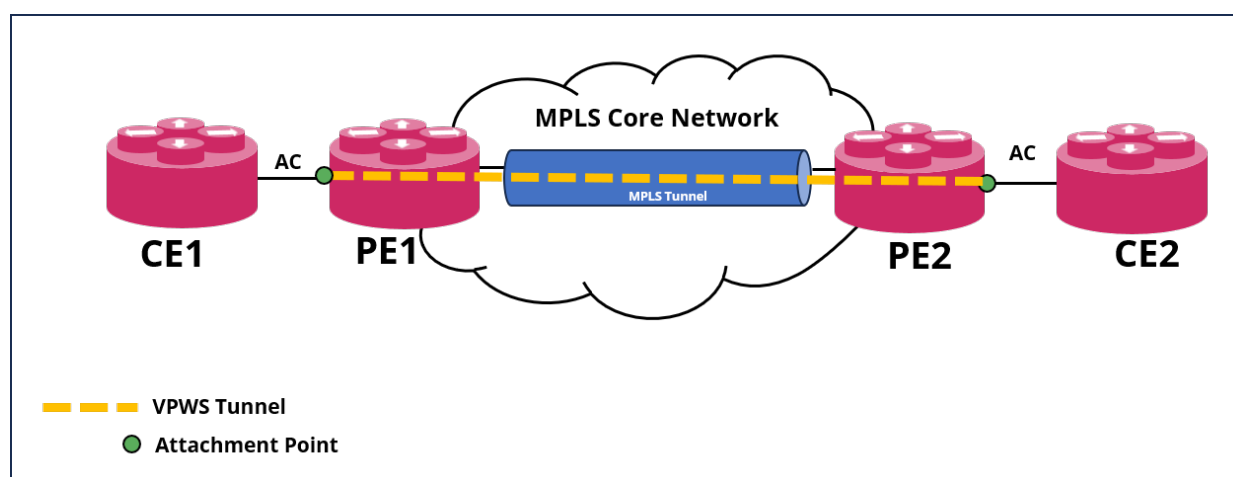 MPLS Core Network
AC
AC
MPLS Tunnel
CE1
PE1
PE2
CE2
VPWS Tunnel
Attachment Point